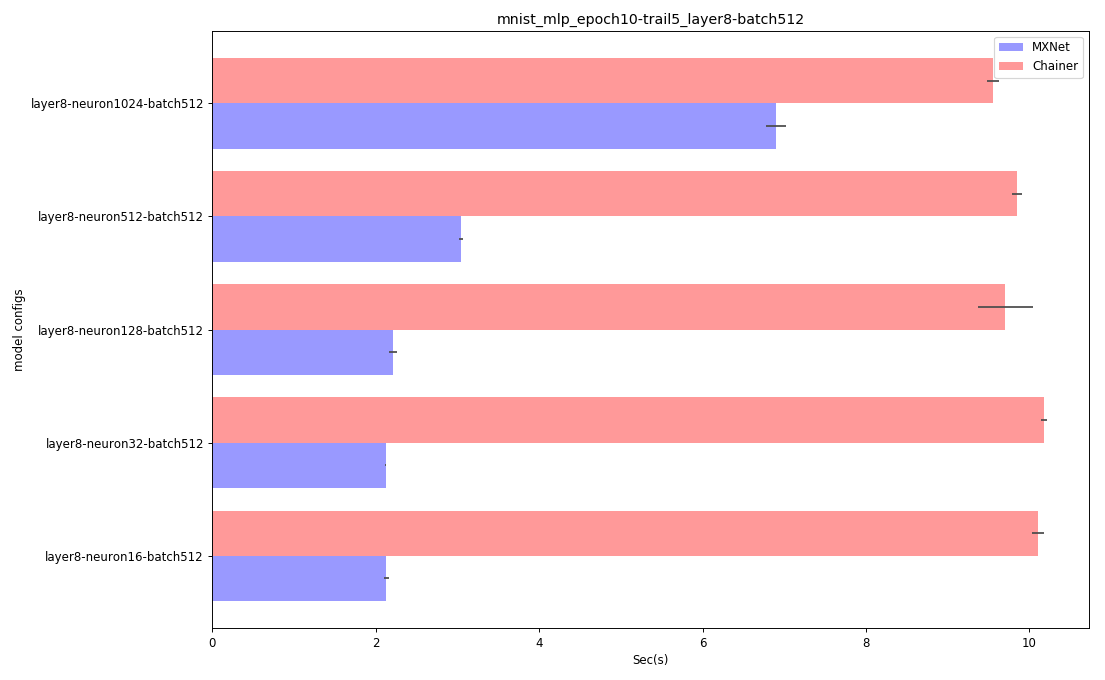 mnist_mlp_epoch10-trail5_layer8-batch512
MXNet
Chainer
model configs
layer8-neuron1024-batch512
layer8-neuron512-batch512
layer8-neuron128-batch512
layer8-neuron32-batch512
layer8-neuron16-batch512
0 2 4 6 8 10
Sec(s)